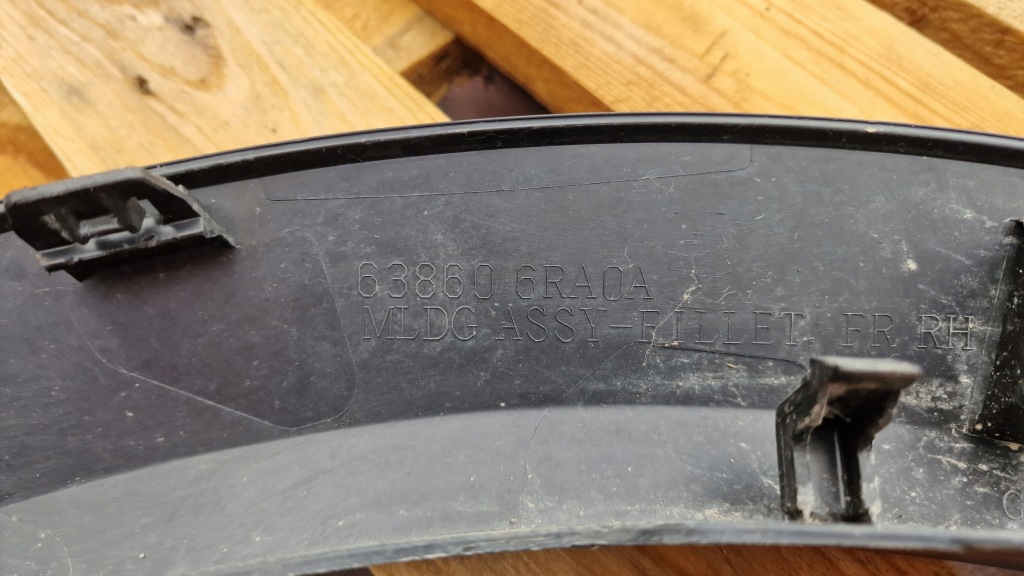 63860 6RA0A
MLDG ASSY-FILLET, FR RH